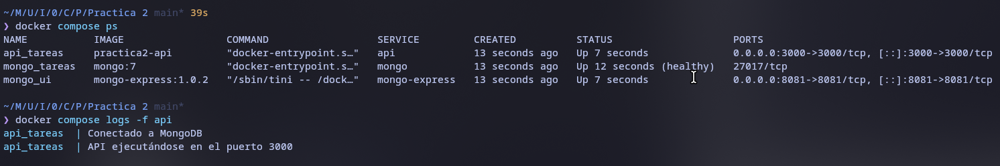 ~/M/U/I/0/C/P/Practica 2 main* 39s
❯ docker compose ps
NAME IMAGE COMMAND SERVICE CREATED STATUS PORTS
api_tareas practica2-api "docker-entrypoint.s…" api 13 seconds ago Up 7 seconds 0.0.0.0:3000->3000/tcp, [::]:3000->3000/tcp
mongo_tareas mongo:7 "docker-entrypoint.s…" mongo 13 seconds ago Up 12 seconds (healthy) 27017/tcp
mongo_ui mongo-express:1.0.2 "/sbin/tini -- /dock…" mongo-express 13 seconds ago Up 7 seconds 0.0.0.0:8081->8081/tcp, [::]:8081->8081/tcp
~/M/U/I/0/C/P/Practica 2 main*
❯ docker compose logs -f api
api_tareas | Conectado a MongoDB
api_tareas | API ejecutándose en el puerto 3000